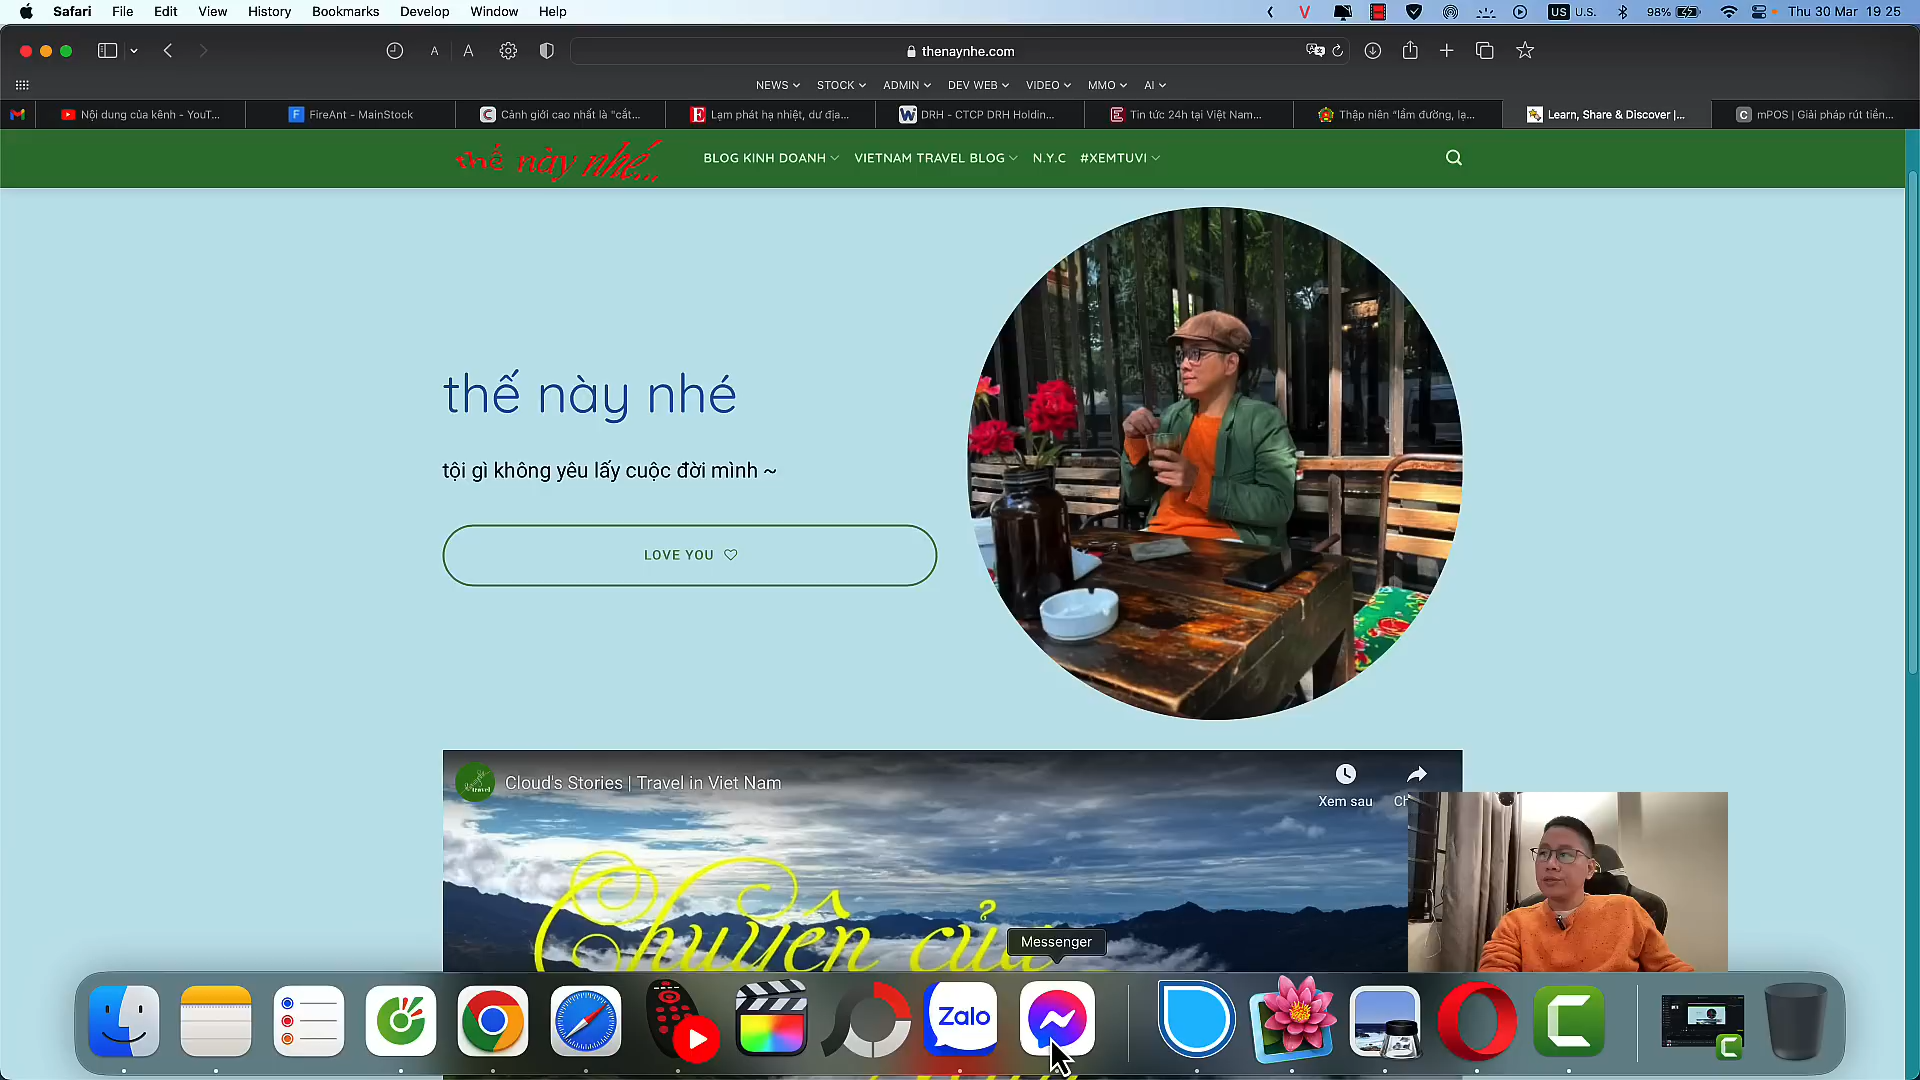 Safari File Edit View History Bookmarks Develop Window Help
V US U.S. 98% Thu 30 Mar 19 25
A A thenaynhe.com
NEWS STOCK ADMIN DEV WEB VIDEO MMO AI
Nội dung của kênh - YouT... FireAnt - MainStock Cảnh giới cao nhất là "cắt... Lạm phát hạ nhiệt, dư địa... DRH - CTCP DRH Holdin... Tin tức 24h tại Việt Nam... Thập niên "lầm đường, lạ... Learn, Share & Discover |... mPOS | Giải pháp rút tiền...
thế này nhé... BLOG KINH DOANH VIETNAM TRAVEL BLOG N.Y.C #XEMTUVI
thế này nhé
tội gì không yêu lấy cuộc đời mình ~
LOVE YOU
Cloud's Stories | Travel in Viet Nam
Xem sau
Chuyện của
Messenger
Zalo